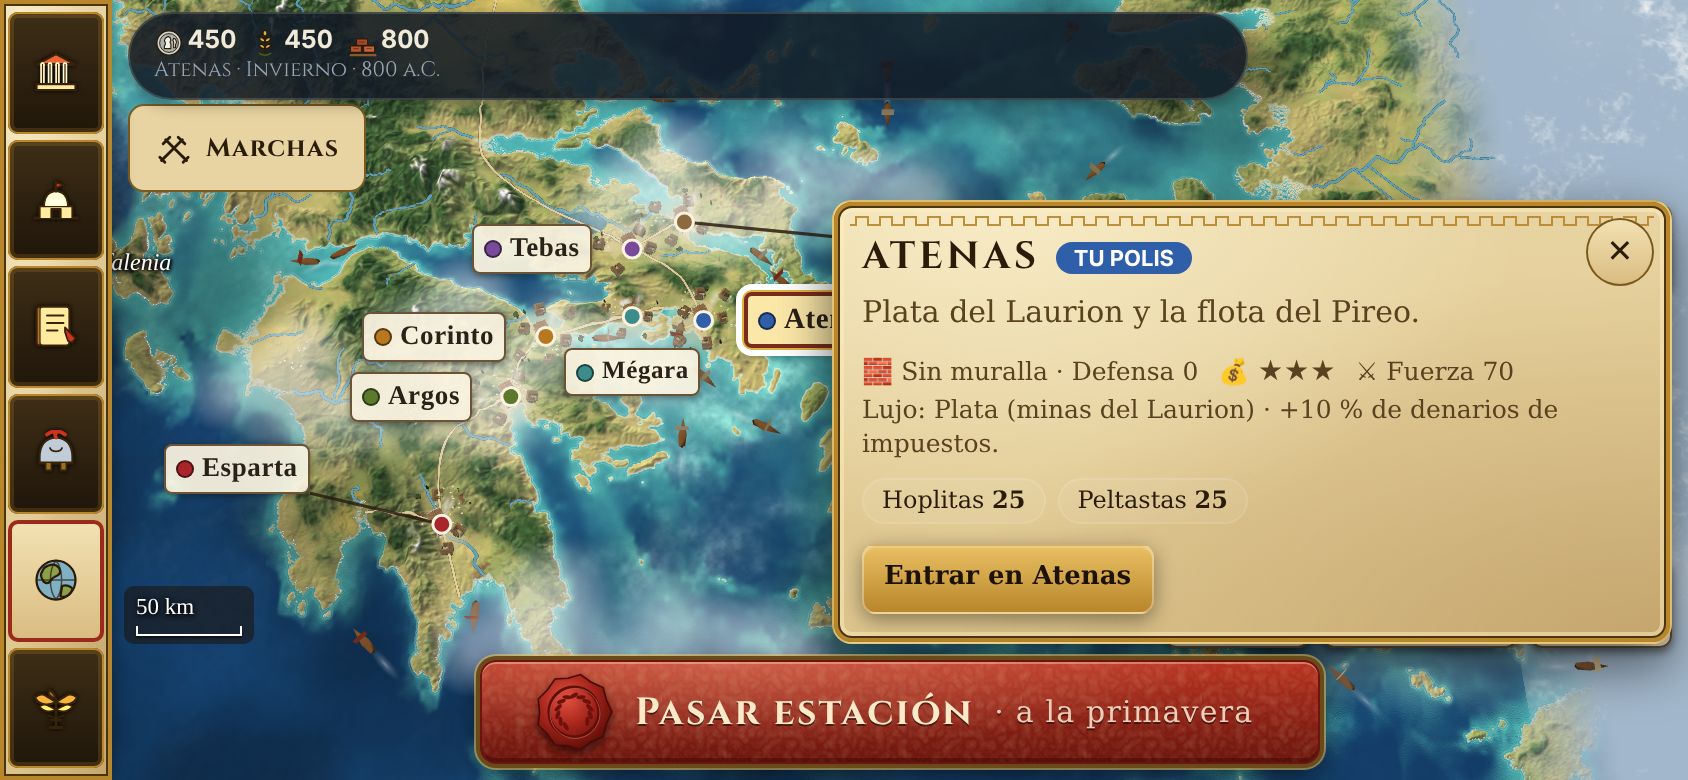 450 450 800
Atenas · Invierno · 800 a.C.
Marchas
alenia
Tebas
Corinto
Mégara
Argos
Esparta
Ate
50 km
ATENAS TU POLIS ✕
Plata del Laurion y la flota del Pireo.
Sin muralla · Defensa 0 ★★★ Fuerza 70
Lujo: Plata (minas del Laurion) · +10 % de denarios de
impuestos.
Hoplitas 25 Peltastas 25
Entrar en Atenas
Pasar estación · a la primavera